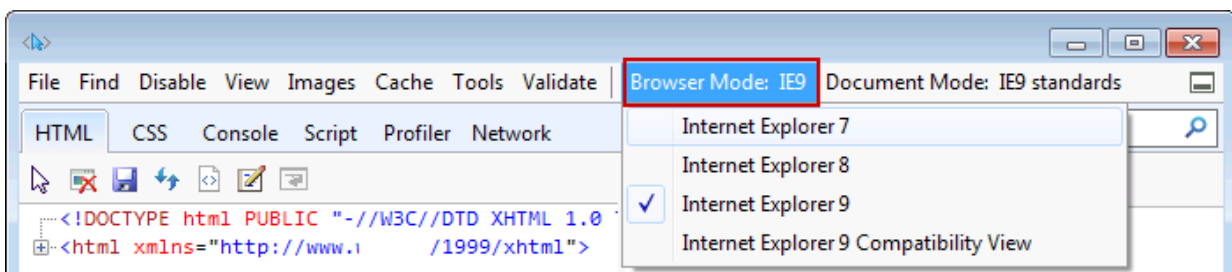 File Find Disable View Images Cache Tools Validate Browser Mode: IE9 Document Mode: IE9 standards
HTML CSS Console Script Profiler Network
Internet Explorer 7
Internet Explorer 8
Internet Explorer 9
Internet Explorer 9 Compatibility View
<!DOCTYPE html PUBLIC "-//W3C//DTD XHTML 1.0
<html xmlns="http://www. /1999/xhtml">